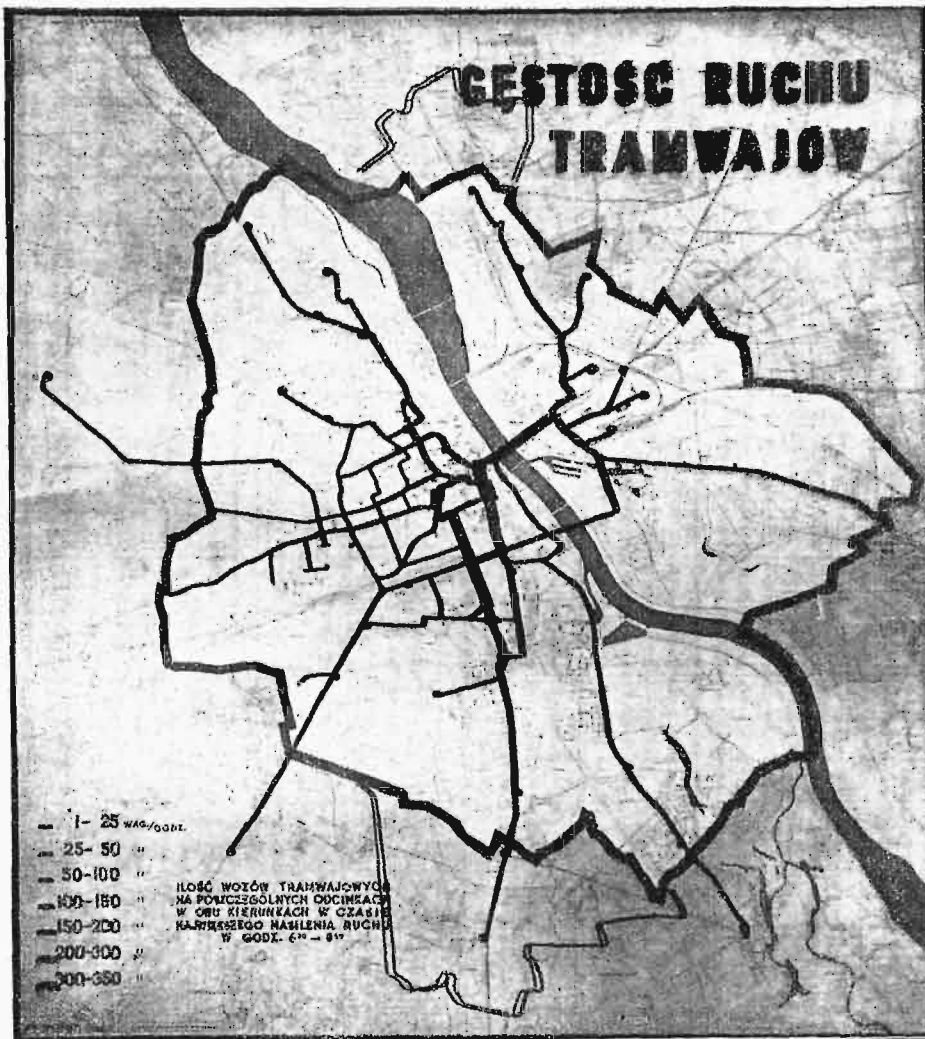 GĘSTOŚĆ RUCHU
TRAMWAJÓW
1- 25 WAG./GODZ.
25- 50 "
50-100 "
100-150 "
150-200 "
200-300 "
300-350 "
ILOŚĆ WOZÓW TRAMWAJOWYCH
NA POSZCZEGÓLNYCH ODCINKACH
W OBU KIERUNKACH W CZASIE
NAJWIĘKSZEGO NASILENIA RUCHU
W GODZ.